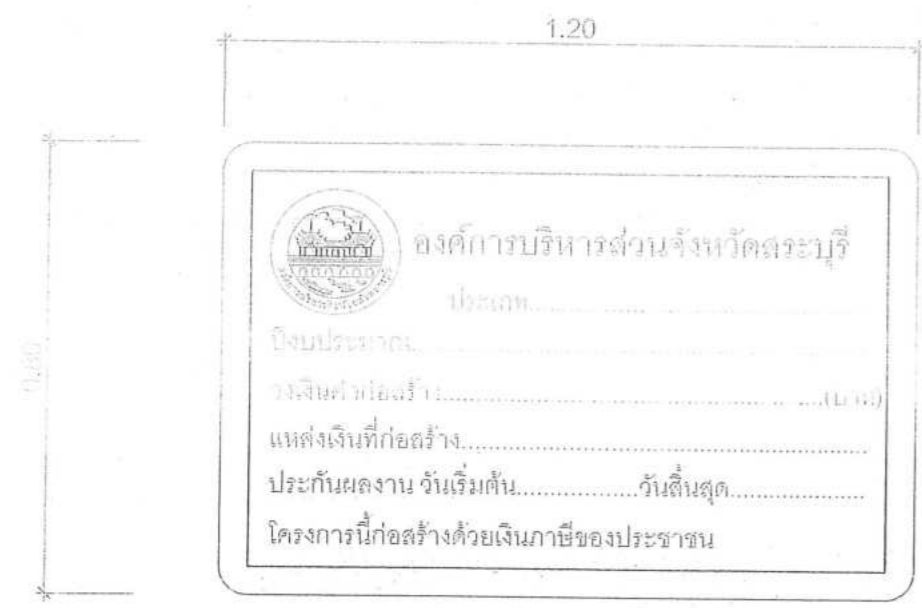 1.20
0.80
องค์การบริหารส่วนจังหวัดสระบุรี
ประเภท..............................
ปีงบประมาณ..............................
วงเงินค่าก่อสร้าง..............................(บาท)
แหล่งเงินที่ก่อสร้าง..............................
ประกันผลงาน วันเริ่มต้น..................วันสิ้นสุด..................
โครงการนี้ก่อสร้างด้วยเงินภาษีของประชาชน